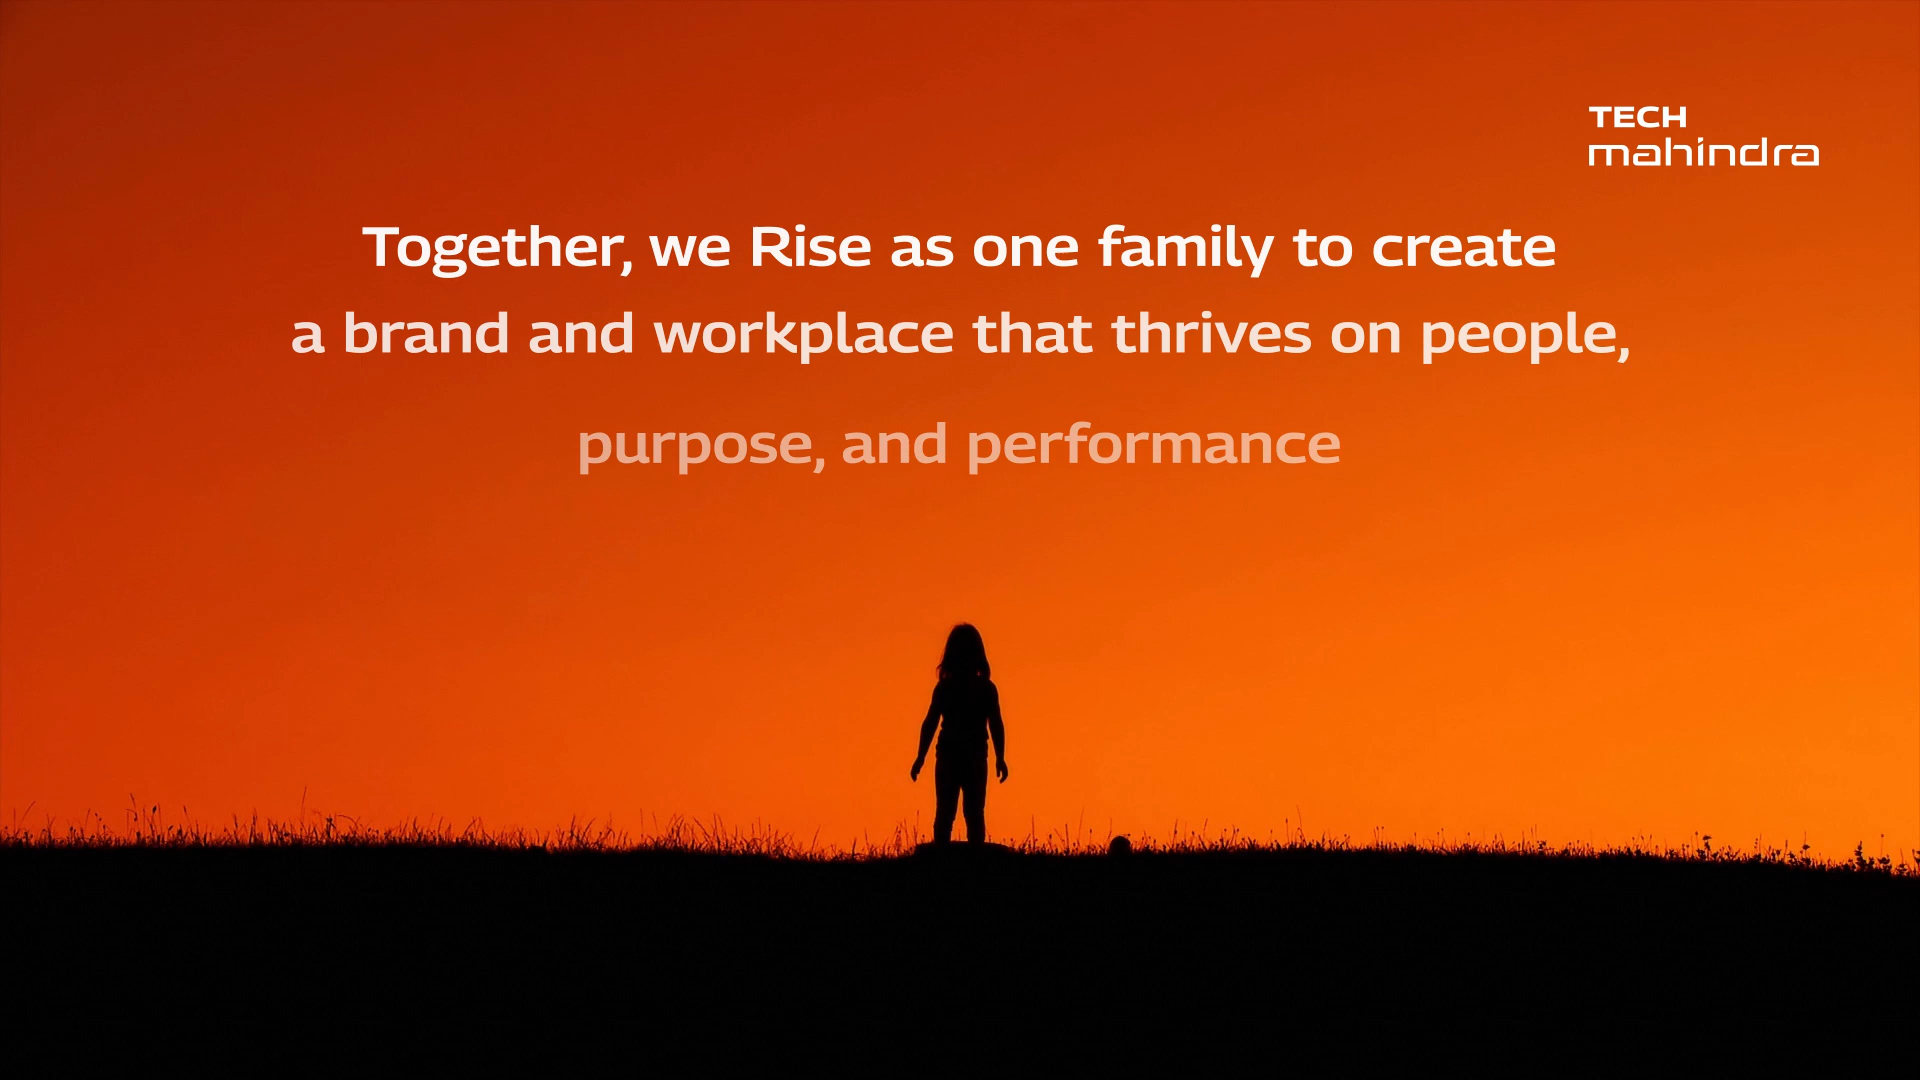 TECH
mahindra
Together, we Rise as one family to create
a brand and workplace that thrives on people,
purpose, and performance